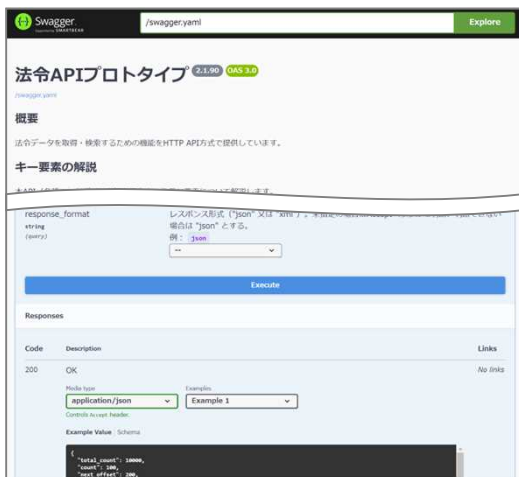 Swagger
Supported by SMARTBEAR
/swagger.yaml
Explore
法令APIプロトタイプ 2.1.90 OAS 3.0
/swagger.yaml
概要
法令データを取得・検索するための機能をHTTP API方式で提供しています。
キー要素の解説
response_format
string
(query)
レスポンス形式 ("json" 又は "xml")
場合は "json" とする。
例： json
--
Execute
Responses
Code Description Links
200 OK No links
Media type Examples
application/json Example 1
Controls Accept header.
Example Value Schema
{
"total_count": 10000,
"count": 100,
"next_offset": 200,